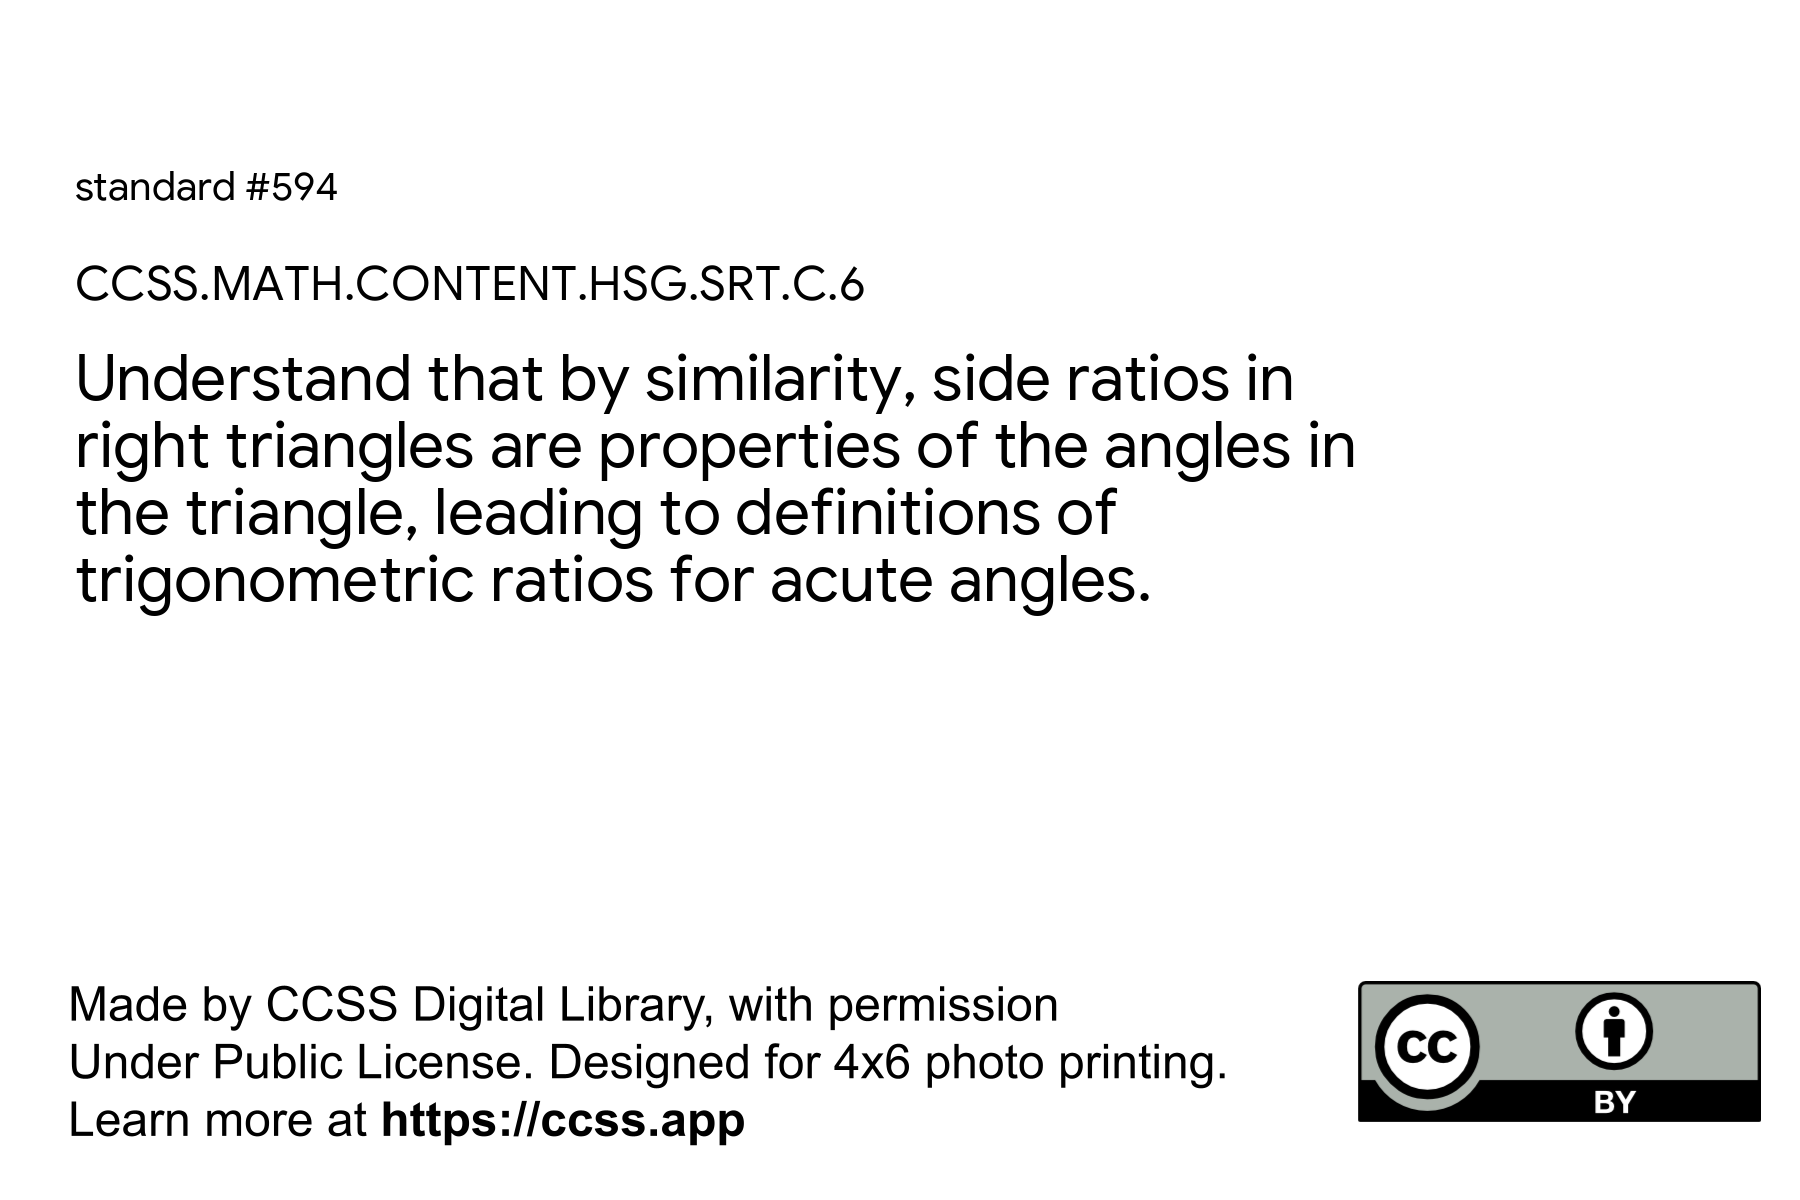 standard #594
CCSS.MATH.CONTENT.HSG.SRT.C.6
Understand that by similarity, side ratios in
right triangles are properties of the angles in
the triangle, leading to definitions of
trigonometric ratios for acute angles.
Made by CCSS Digital Library, with permission
Under Public License. Designed for 4x6 photo printing.
Learn more at https://ccss.app
cc
BY